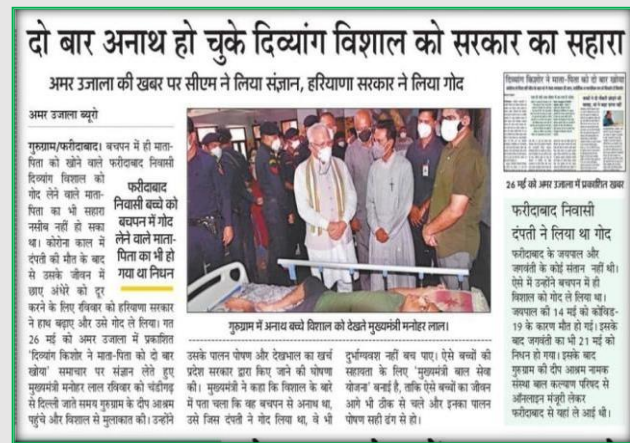 दो बार अनाथ हो चुके दिव्यांग विशाल को सरकार का सहारा
अमर उजाला की खबर पर सीएम ने लिया संज्ञान, हरियाणा सरकार ने लिया गोद
अमर उजाला ब्यूरो
गुरुग्राम/फरीदाबाद। बचपन में ही माता-
पिता को खोने वाले फरीदाबाद निवासी
दिव्यांग विशाल को
गोद लेने वाले माता-
पिता का भी सहारा
नसीब नहीं हो सका
था। कोरोना काल में
दंपती की मौत के बाद
से उसके जीवन में
छाए अंधेरे को दूर
करने के लिए रविवार को हरियाणा सरकार
ने हाथ बढ़ाए और उसे गोद ले लिया। गत
26 मई को अमर उजाला में प्रकाशित
'दिव्यांग किशोर ने माता-पिता को दो बार
खोया' समाचार पर संज्ञान लेते हुए
मुख्यमंत्री मनोहर लाल रविवार को चंडीगढ़
से दिल्ली जाते समय गुरुग्राम के दीप आश्रम
पहुंचे और विशाल से मुलाकात की। उन्होंने
फरीदाबाद
निवासी बच्चे को
बचपन में गोद
लेने वाले माता-
पिता का भी हो
गया था निधन
गुरुग्राम में अनाथ बच्चे विशाल को देखते मुख्यमंत्री मनोहर लाल।
उसके पालन पोषण और देखभाल का खर्च
प्रदेश सरकार द्वारा किए जाने की घोषणा
की। मुख्यमंत्री ने कहा कि विशाल के बारे
में पता चला कि वह बचपन से अनाथ था,
उसे जिस दंपती ने गोद लिया था, वे भी
दुर्भाग्यवश नहीं बच पाए। ऐसे बच्चों की
सहायता के लिए 'मुख्यमंत्री बाल सेवा
योजना' बनाई है, ताकि ऐसे बच्चों का जीवन
आगे भी ठीक से चले और इनका पालन
पोषण सही ढंग से हो।
दिव्यांग किशोर ने माता-पिता को दो बार खोया
26 मई को अमर उजाला में प्रकाशित खबर
फरीदाबाद निवासी
दंपती ने लिया था गोद
फरीदाबाद के जयपाल और
जगवंती के कोई संतान नहीं थी।
ऐसे में उन्होंने बचपन में ही
विशाल को गोद ले लिया था।
जयपाल की 14 मई को कोविड-
19 के कारण मौत हो गई। इसके
बाद जगवंती का भी 21 मई को
निधन हो गया। इसके बाद
गुरुग्राम की दीप आश्रम नामक
संस्था बाल कल्याण परिषद से
ऑनलाइन मंजूरी लेकर
फरीदाबाद से यहां ले आई थी।